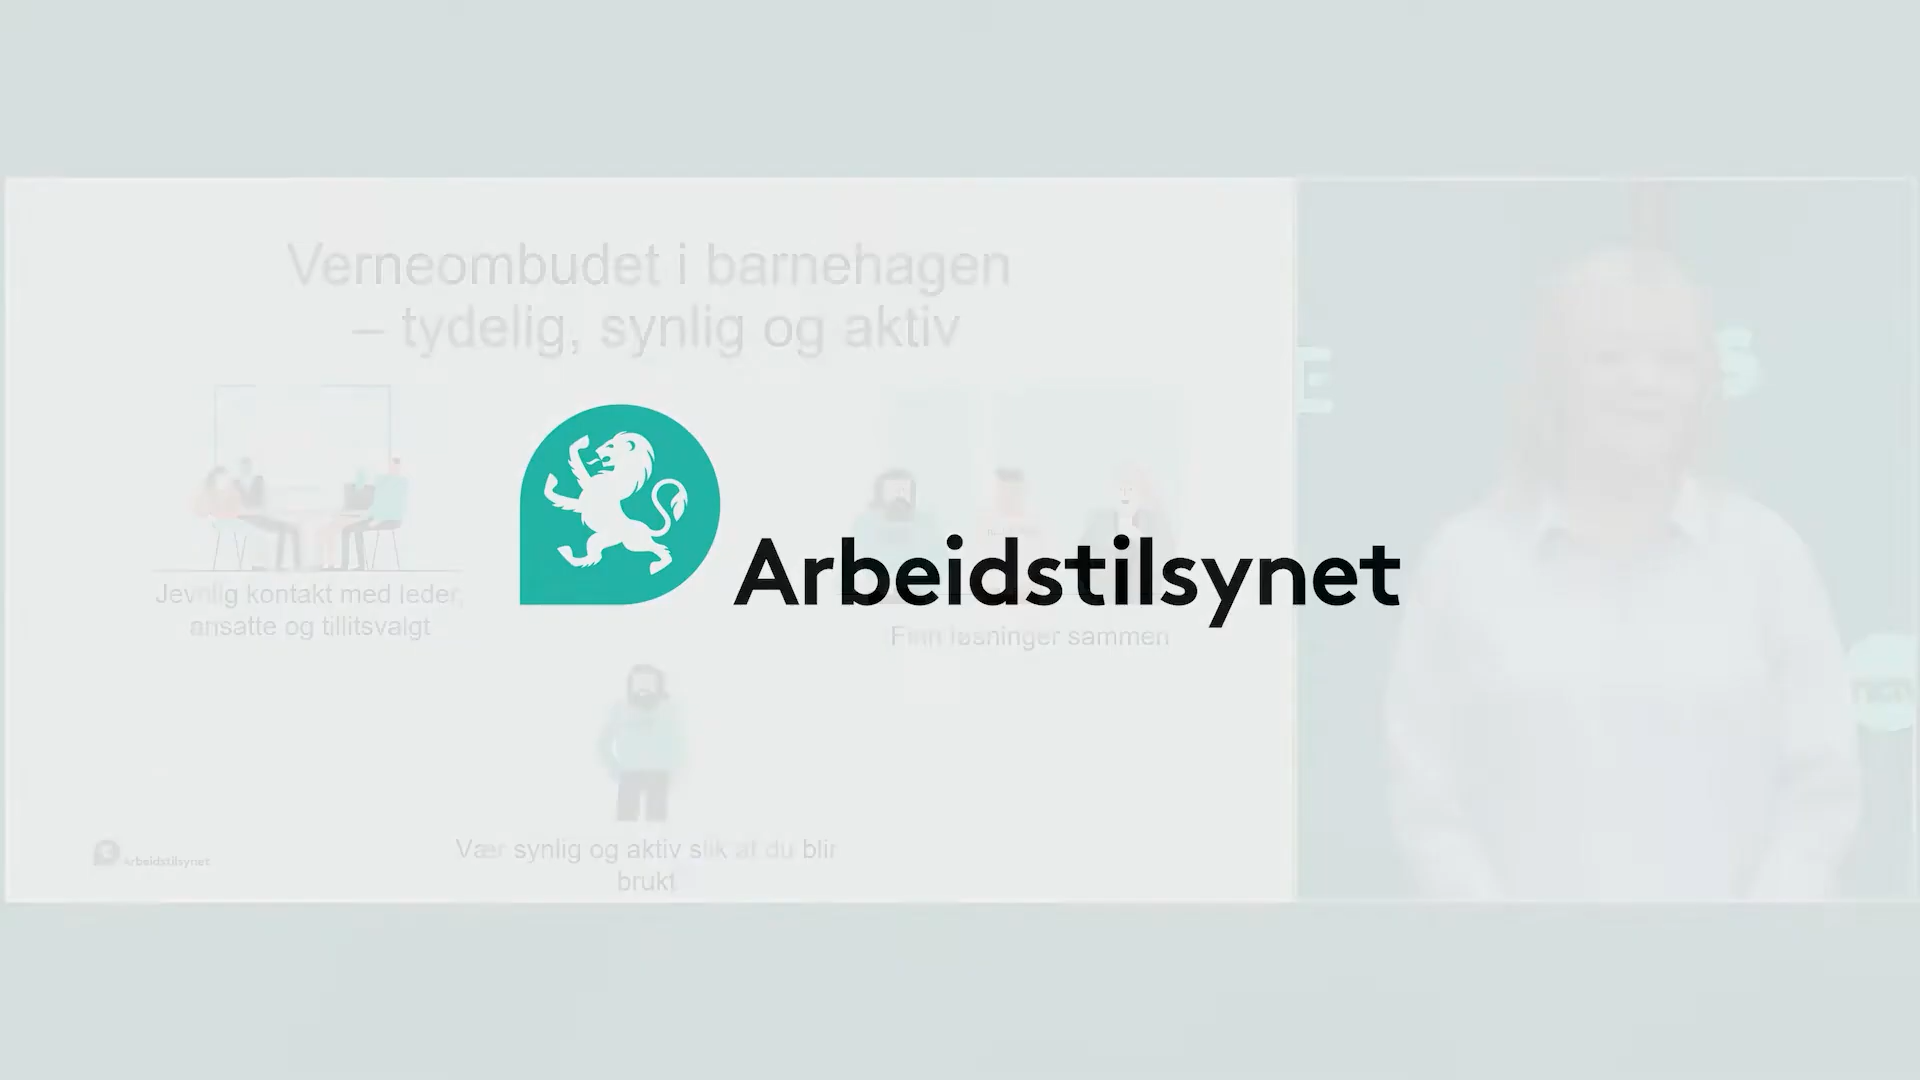 Verneombudet i barnehagen
– tydelig, synlig og aktiv
Arbeidstilsynet
Jevnlig kontakt med leder,
ansatte og tillitsvalgt
Finn løsninger sammen
Vær synlig og aktiv slik at du blir
brukt
Arbeidstilsynet
E
S